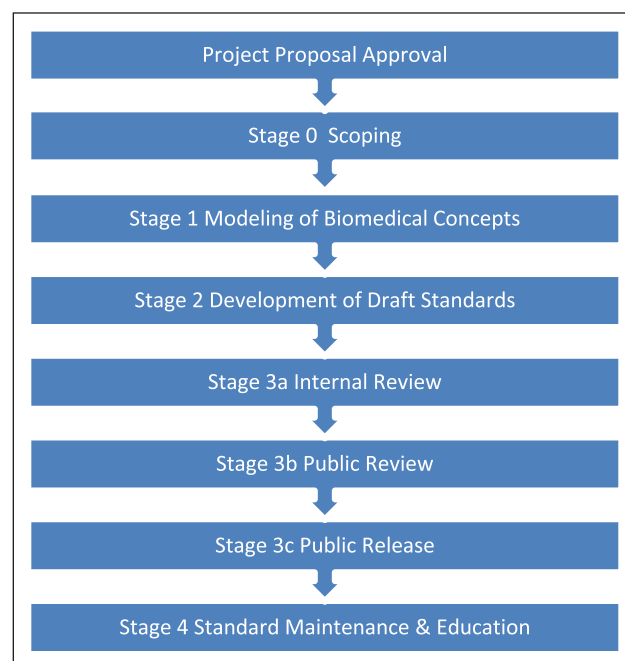 Project Proposal Approval
Stage 0  Scoping
Stage 1 Modeling of Biomedical Concepts
Stage 2 Development of Draft Standards
Stage 3a Internal Review
Stage 3b Public Review
Stage 3c Public Release
Stage 4 Standard Maintenance & Education